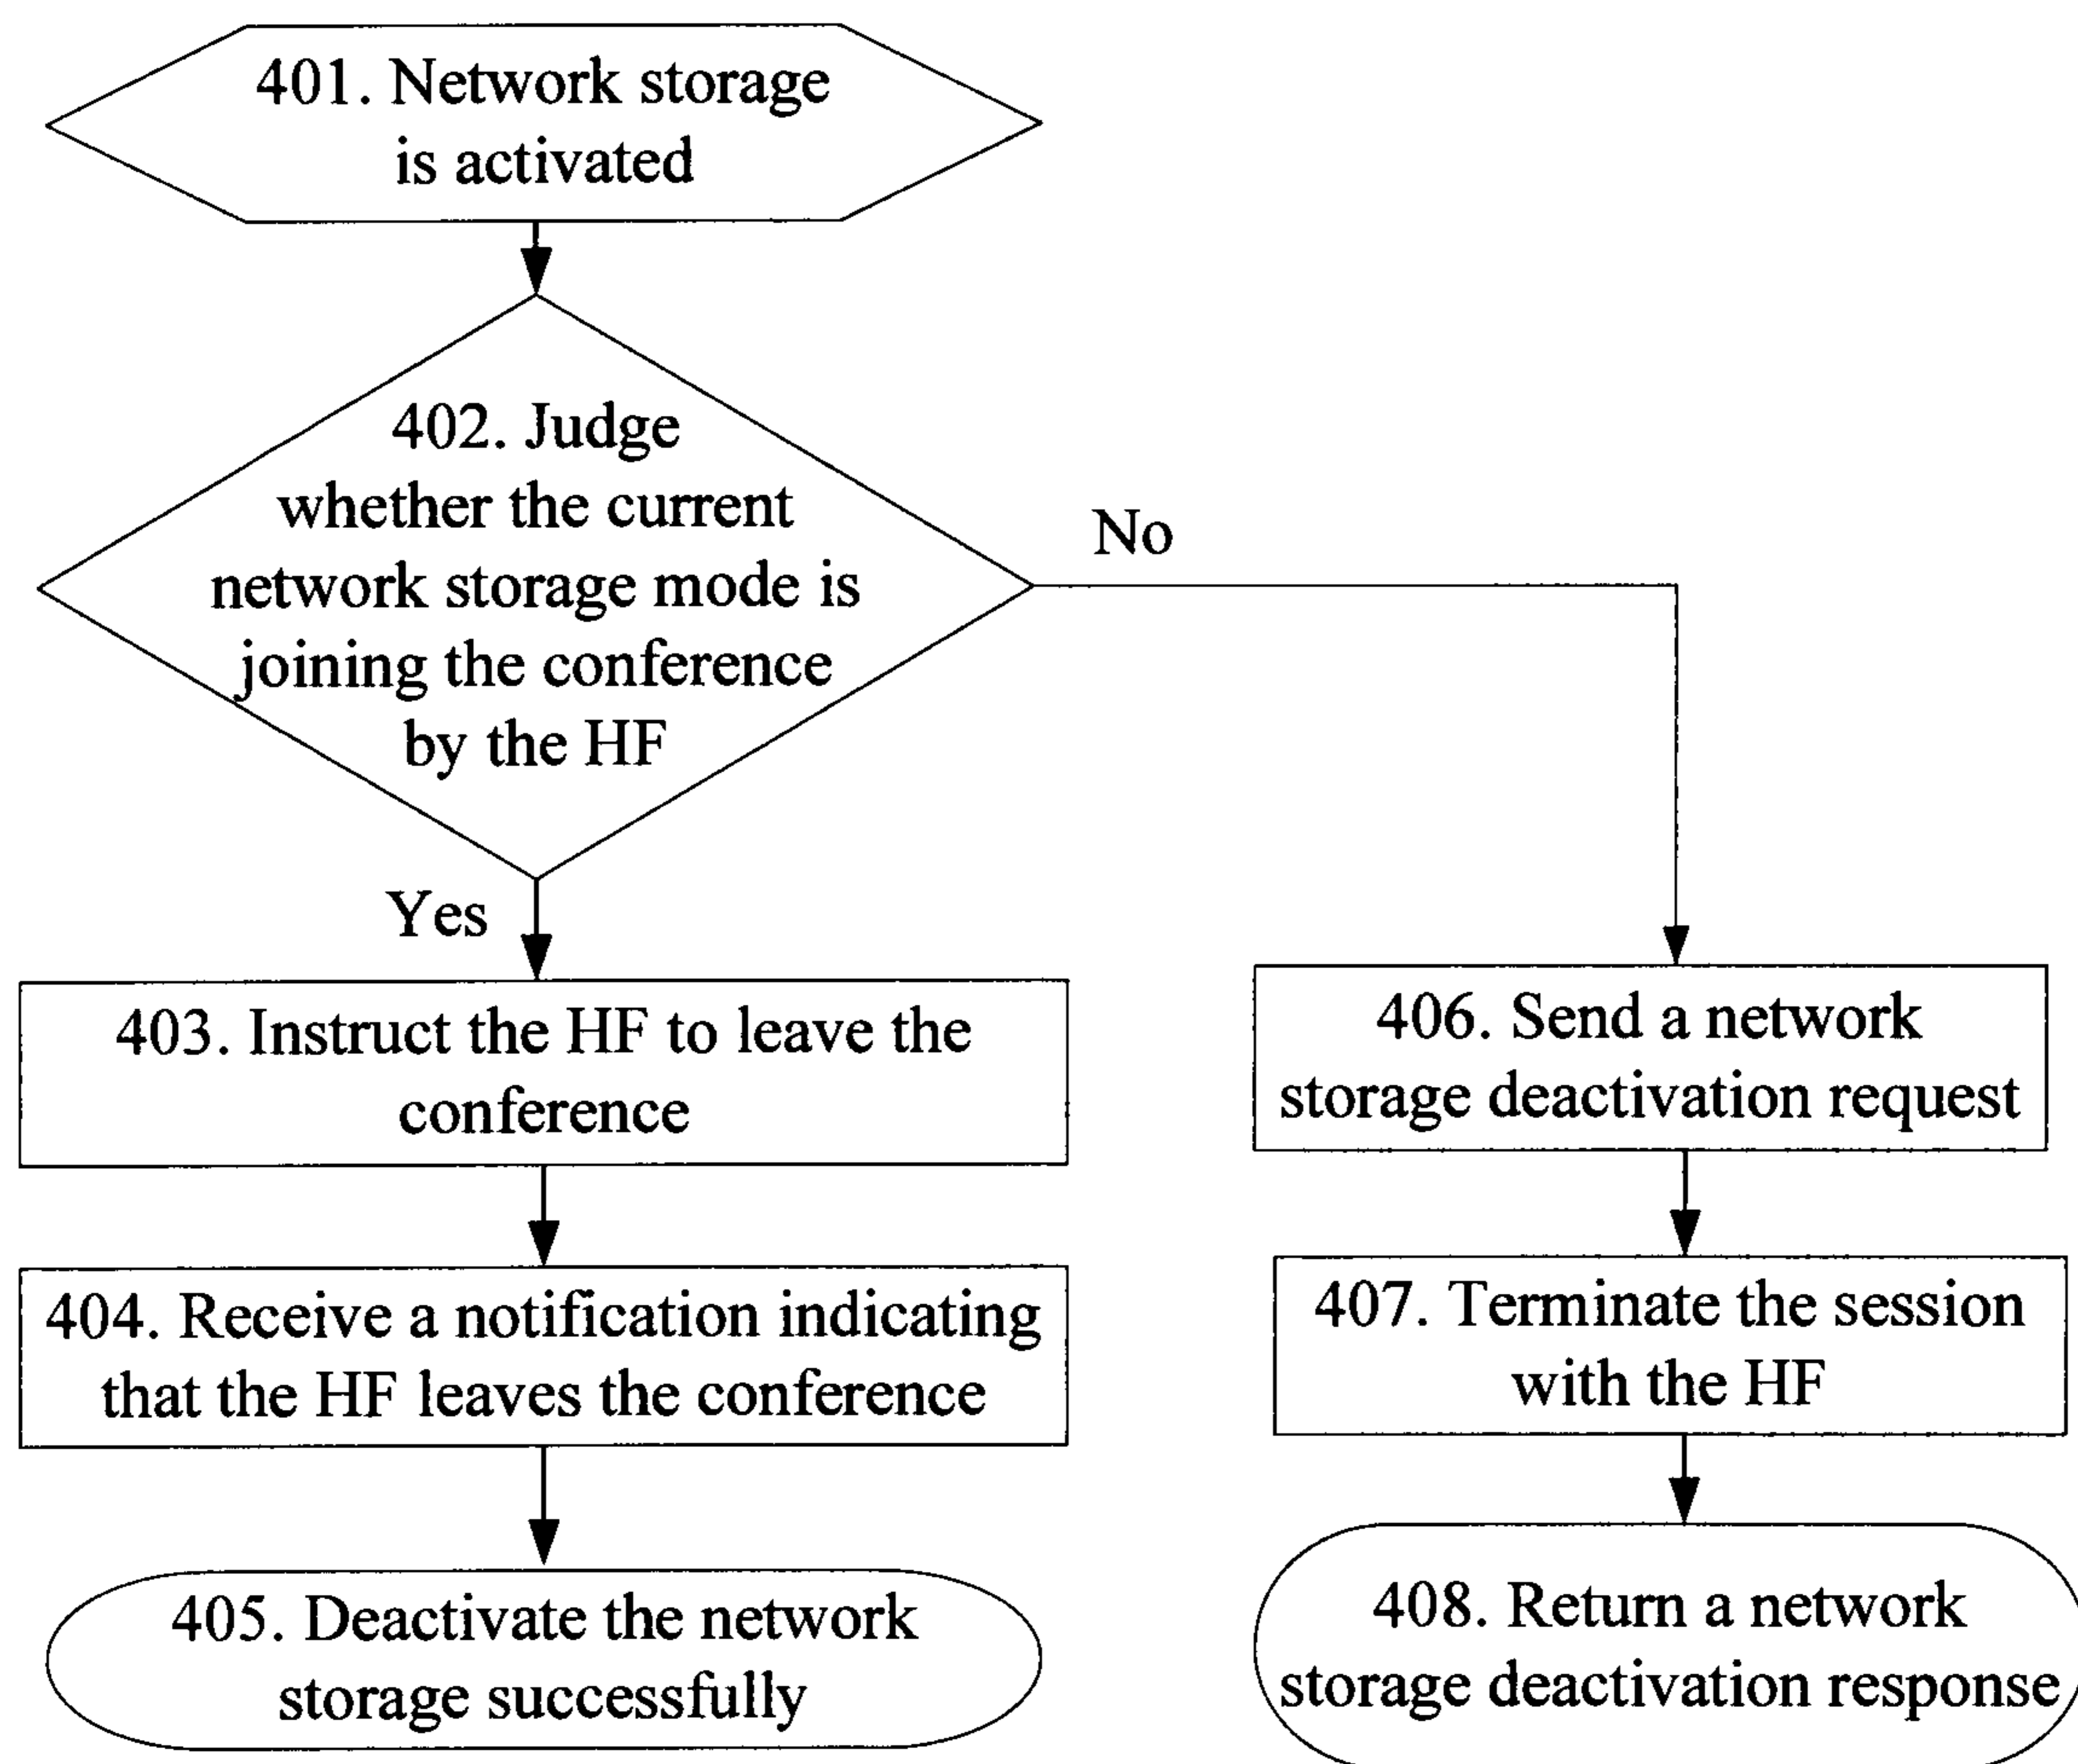 401. Network storage
is activated
402. Judge
whether the current
network storage mode is
joining the conference
by the HF
No
Yes
403. Instruct the HF to leave the
conference
404. Receive a notification indicating
that the HF leaves the conference
405. Deactivate the network
storage successfully
406. Send a network
storage deactivation request
407. Terminate the session
with the HF
408. Return a network
storage deactivation response